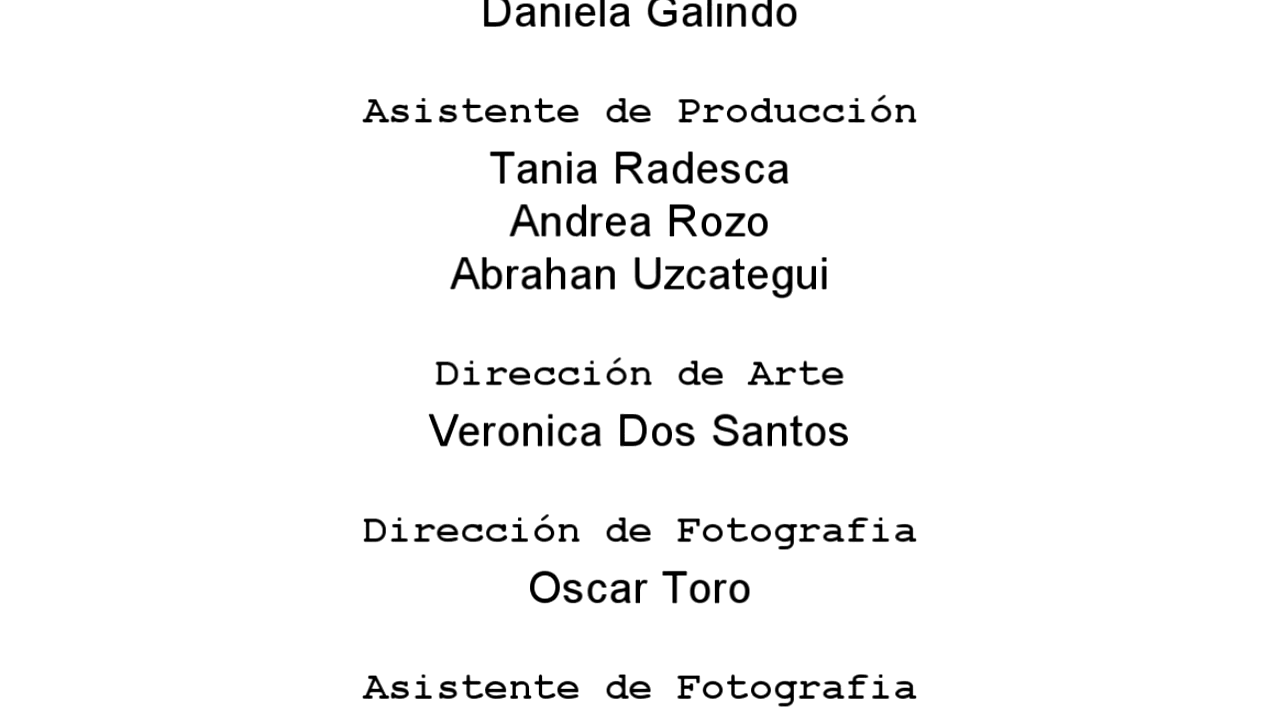 Daniela Galindo
Asistente de Producción
Tania Radesca
Andrea Rozo
Abrahan Uzcategui
Dirección de Arte
Veronica Dos Santos
Dirección de Fotografia
Oscar Toro
Asistente de Fotografia